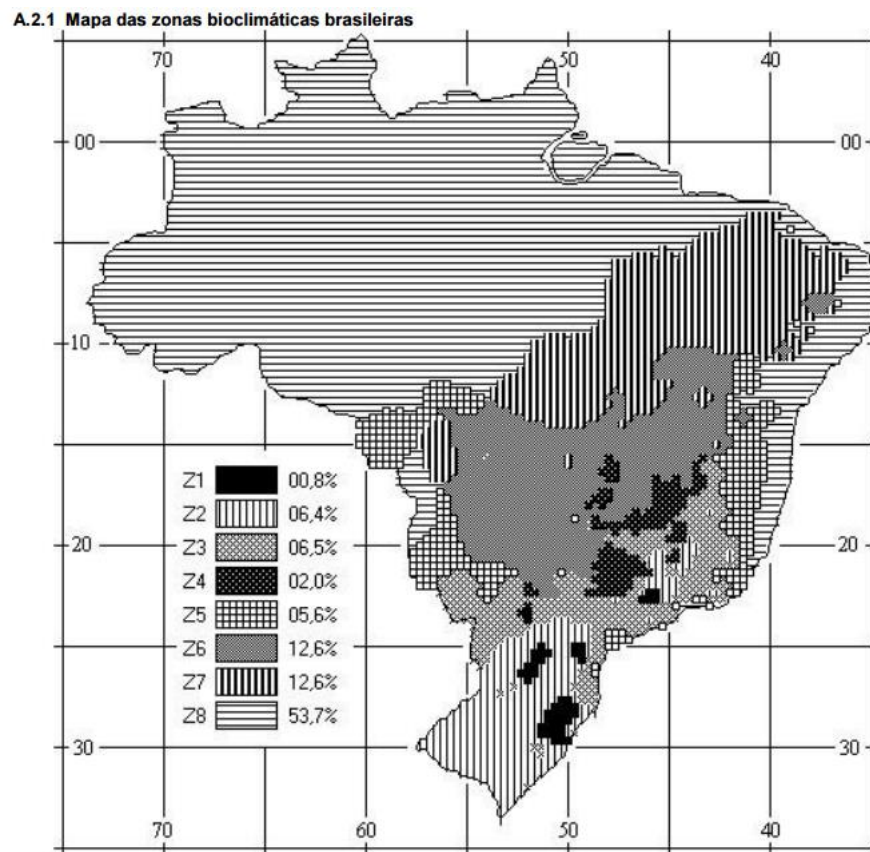 A.2.1 Mapa das zonas bioclimáticas brasileiras
70 50 40
00 00
10
Z1 00,8%
Z2 06,4%
Z3 06,5%
20 20
Z4 02,0%
Z5 05,6%
Z6 12,6%
Z7 12,6%
Z8 53,7%
30 30
70 60 50 40